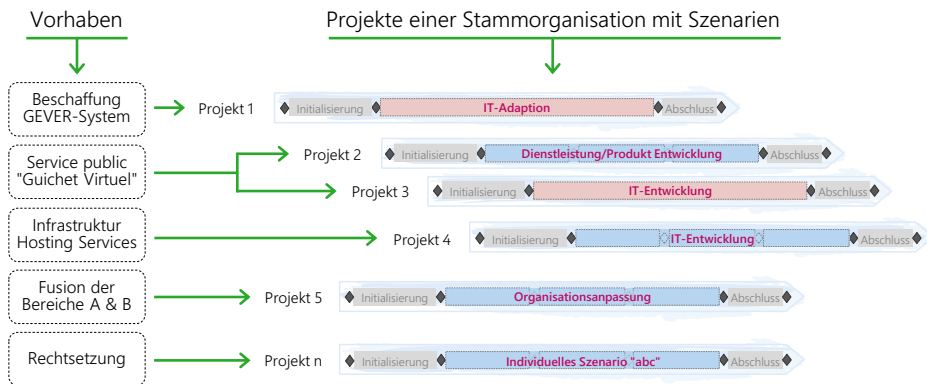 Vorhaben
Projekte einer Stammorganisation mit Szenarien
Beschaffung
GEVER-System
Projekt 1
Initialisierung
IT-Adaption
Abschluss
Service public
"Guichet Virtuel"
Projekt 2
Initialisierung
Dienstleistung/Produkt Entwicklung
Abschluss
Projekt 3
Initialisierung
IT-Entwicklung
Abschluss
Infrastruktur
Hosting Services
Projekt 4
Initialisierung
IT-Entwicklung
Abschluss
Fusion der
Bereiche A & B
Projekt 5
Initialisierung
Organisationsanpassung
Abschluss
Rechtsetzung
Projekt n
Initialisierung
Individuelles Szenario "abc"
Abschluss